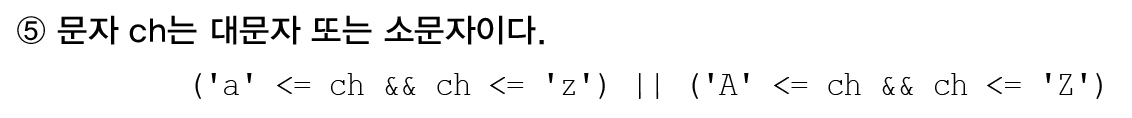 ⑤ 문자 ch는 대문자 또는 소문자이다.
('a' <= ch && ch <= 'z') || ('A' <= ch && ch <= 'Z')